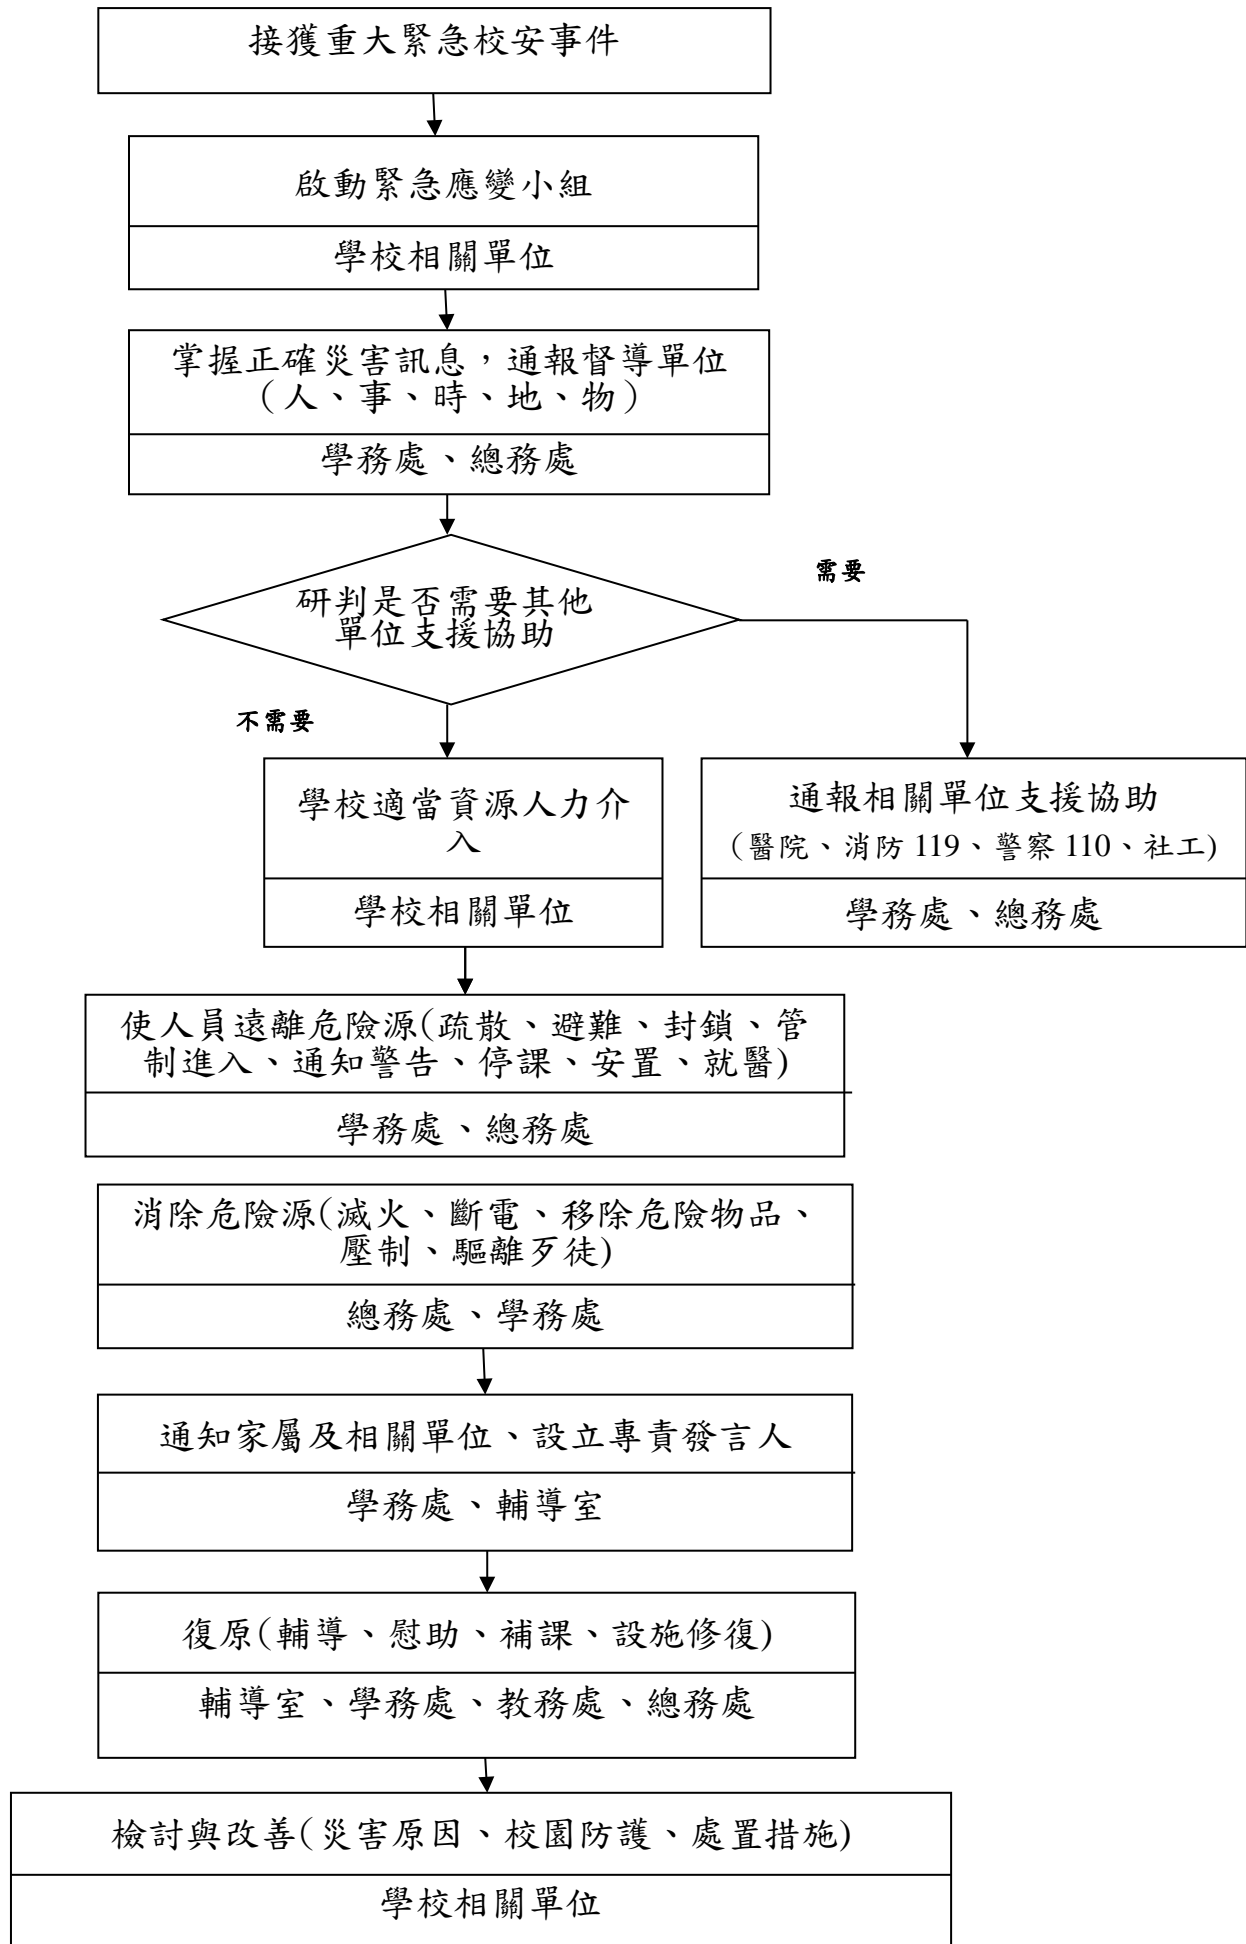 接獲重大緊急校安事件
啟動緊急應變小組
學校相關單位
掌握正確災害訊息，通報督導單位
（人、事、時、地、物）
學務處、總務處
研判是否需要其他
單位支援協助
需要
不需要
學校適當資源人力介
入
學校相關單位
通報相關單位支援協助
（醫院、消防 119、警察 110、社工)
學務處、總務處
使人員遠離危險源(疏散、避難、封鎖、管
制進入、通知警告、停課、安置、就醫)
學務處、總務處
消除危險源(滅火、斷電、移除危險物品、
壓制、驅離歹徒)
總務處、學務處
通知家屬及相關單位、設立專責發言人
學務處、輔導室
復原(輔導、慰助、補課、設施修復)
輔導室、學務處、教務處、總務處
檢討與改善(災害原因、校園防護、處置措施)
學校相關單位